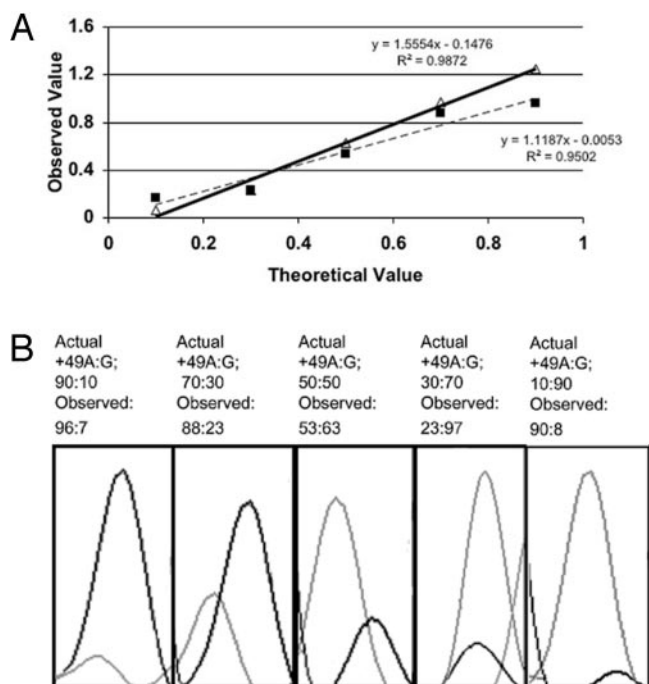 A
1.6
1.2
0.8
0.4
0
Observed Value
y = 1.5554x - 0.1476
R² = 0.9872
y = 1.1187x - 0.0053
R² = 0.9502
0 0.2 0.4 0.6 0.8 1
Theoretical Value
B
Actual Actual Actual Actual Actual
+49A:G; +49A:G; +49A:G; +49A:G; +49A:G;
90:10 70:30 50:50 30:70 10:90
Observed: Observed: Observed: Observed: Observed:
96:7 88:23 53:63 23:97 90:8